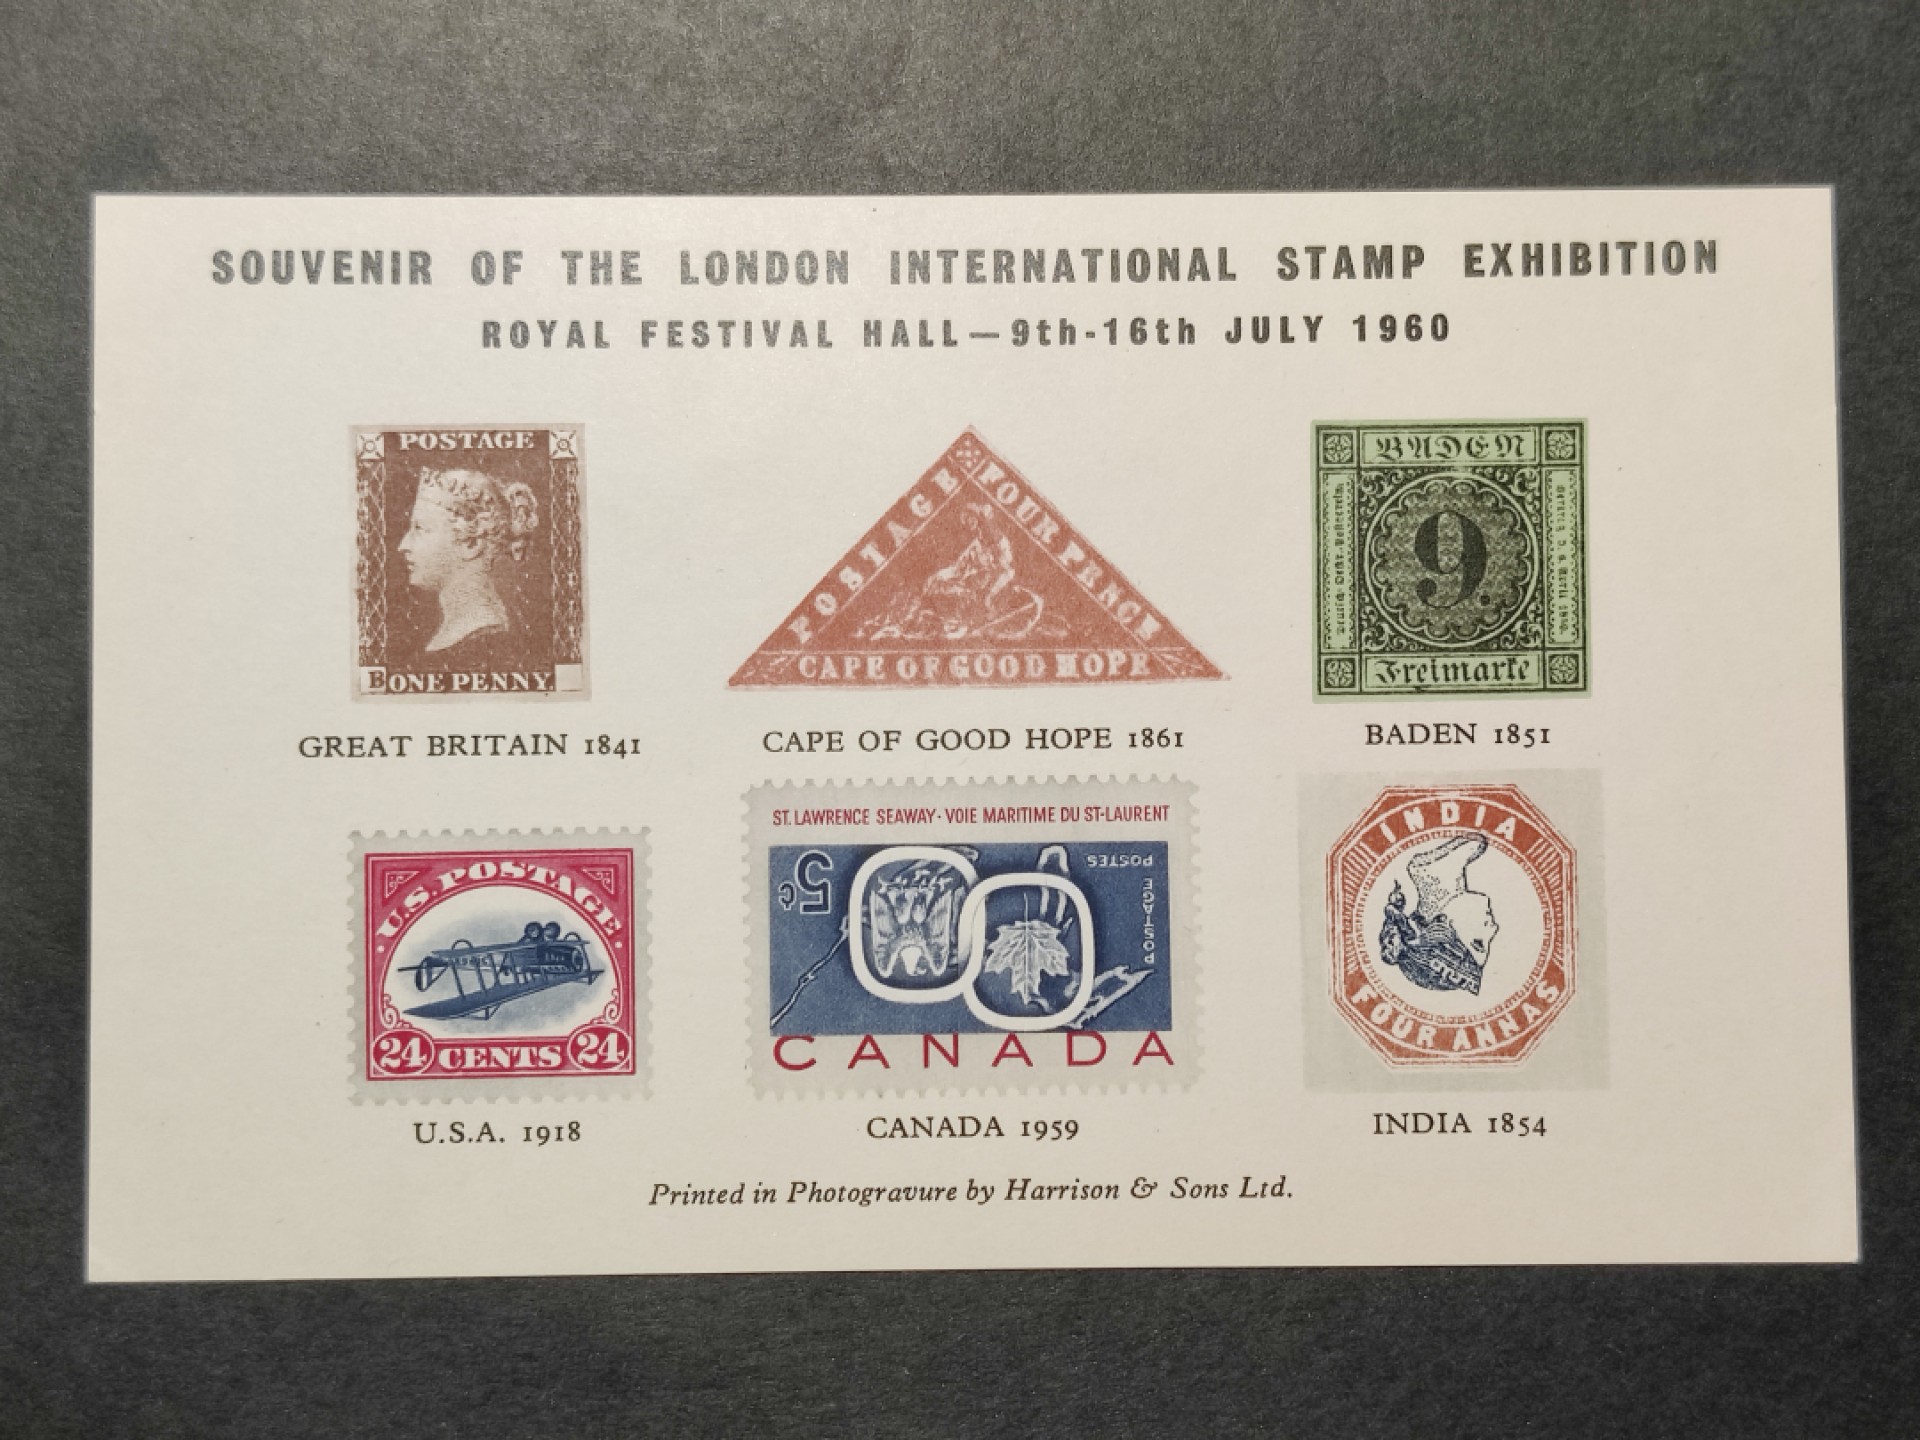 SOUVENIR OF THE LONDON INTERNATIONAL STAMP EXHIBITION
ROYAL FESTIVAL HALL—9th-16th JULY 1960
POSTAGE
B ONE PENNY
GREAT BRITAIN 1841
POSTAGE
FOUR PENCE
CAPE OF GOOD HOPE
CAPE OF GOOD HOPE 1861
BADEN
9.
Freimarke
BADEN 1851
U.S. POSTAGE
24 CENTS 24
U.S.A. 1918
ST. LAWRENCE SEAWAY · VOIE MARITIME DU ST-LAURENT
5¢
POSTES
POSTAGE
CANADA
CANADA 1959
INDIA
FOUR ANNAS
INDIA 1854
Printed in Photogravure by Harrison & Sons Ltd.